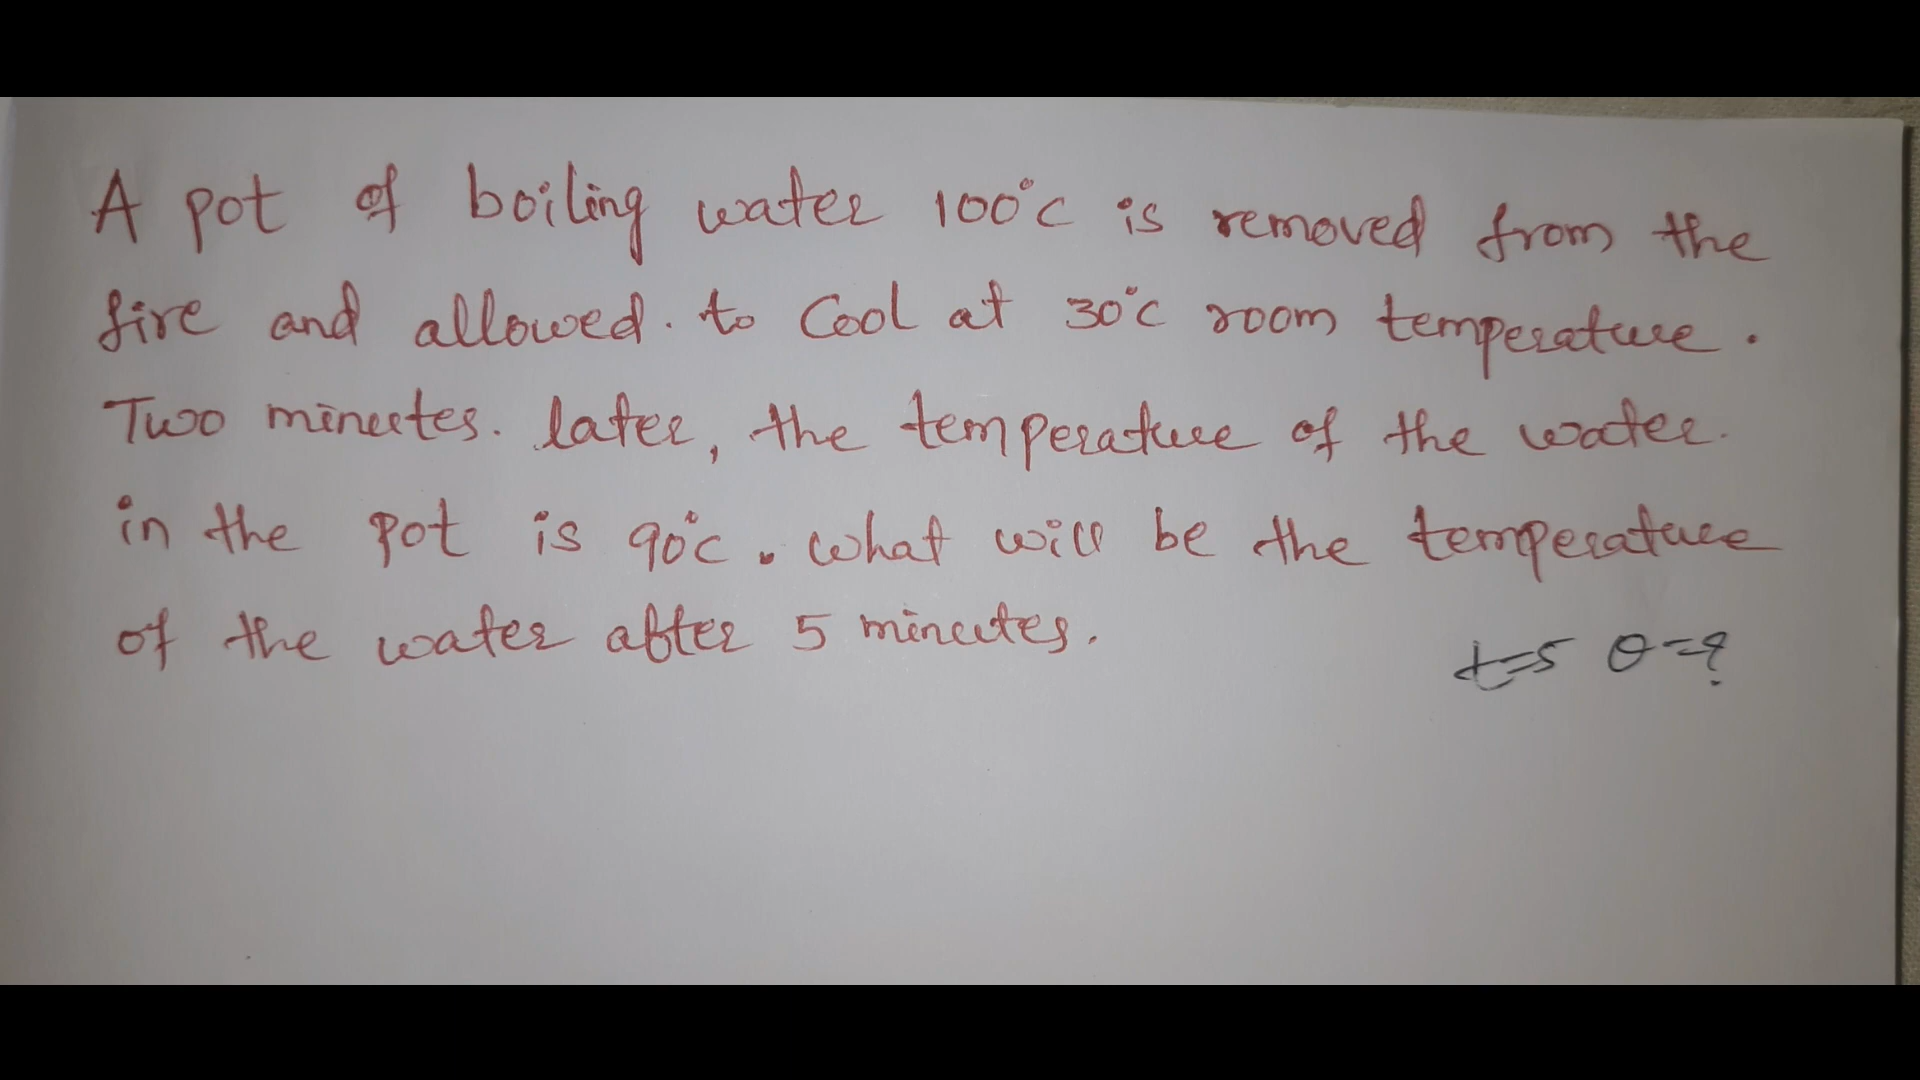 A pot of boiling water 100°C is removed from the
fire and allowed. to Cool at 30°C room temperature.
Two minutes. later, the temperature of the water.
in the pot is 90°C. What will be the temperature
of the water after 5 minutes.
t=5 θ=?